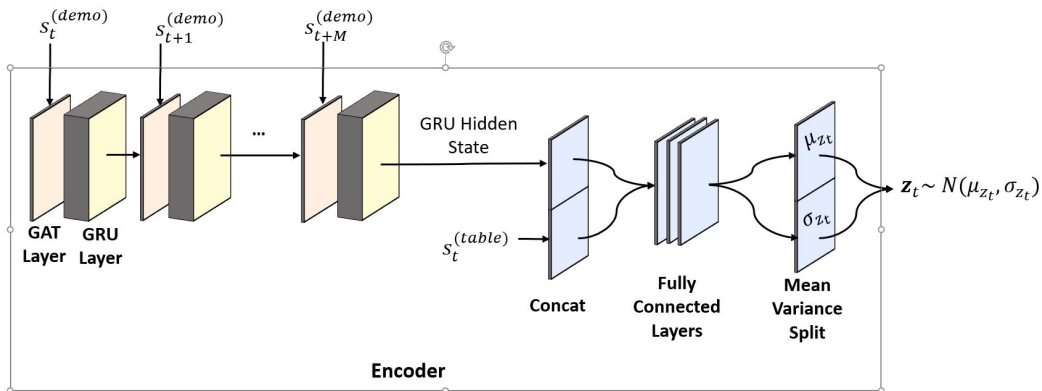 s_t^(demo)
s_{t+1}^(demo)
s_{t+M}^(demo)
...
GRU Hidden
State
GAT
Layer
GRU
Layer
s_t^(table)
Concat
Fully
Connected
Layers
μ_{z_t}
σ_{z_t}
Mean
Variance
Split
z_t ~ N(μ_{z_t}, σ_{z_t})
Encoder